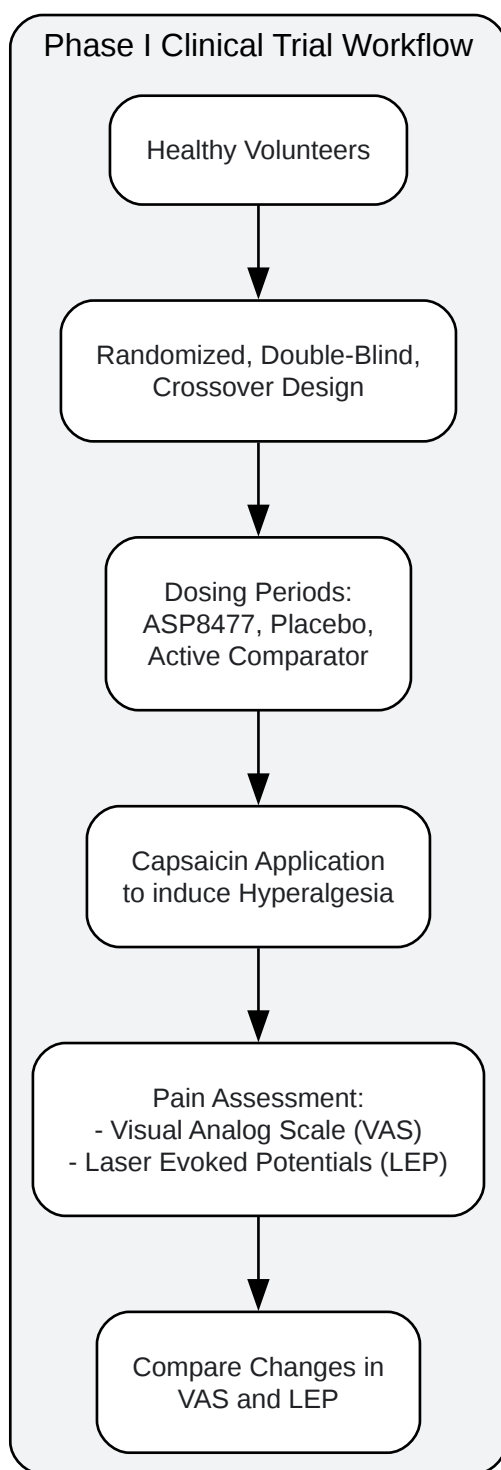 Phase I Clinical Trial Workflow
Healthy Volunteers
Randomized, Double-Blind,
Crossover Design
Dosing Periods:
ASP8477, Placebo,
Active Comparator
Capsaicin Application
to induce Hyperalgesia
Pain Assessment:
- Visual Analog Scale (VAS)
- Laser Evoked Potentials (LEP)
Compare Changes in
VAS and LEP